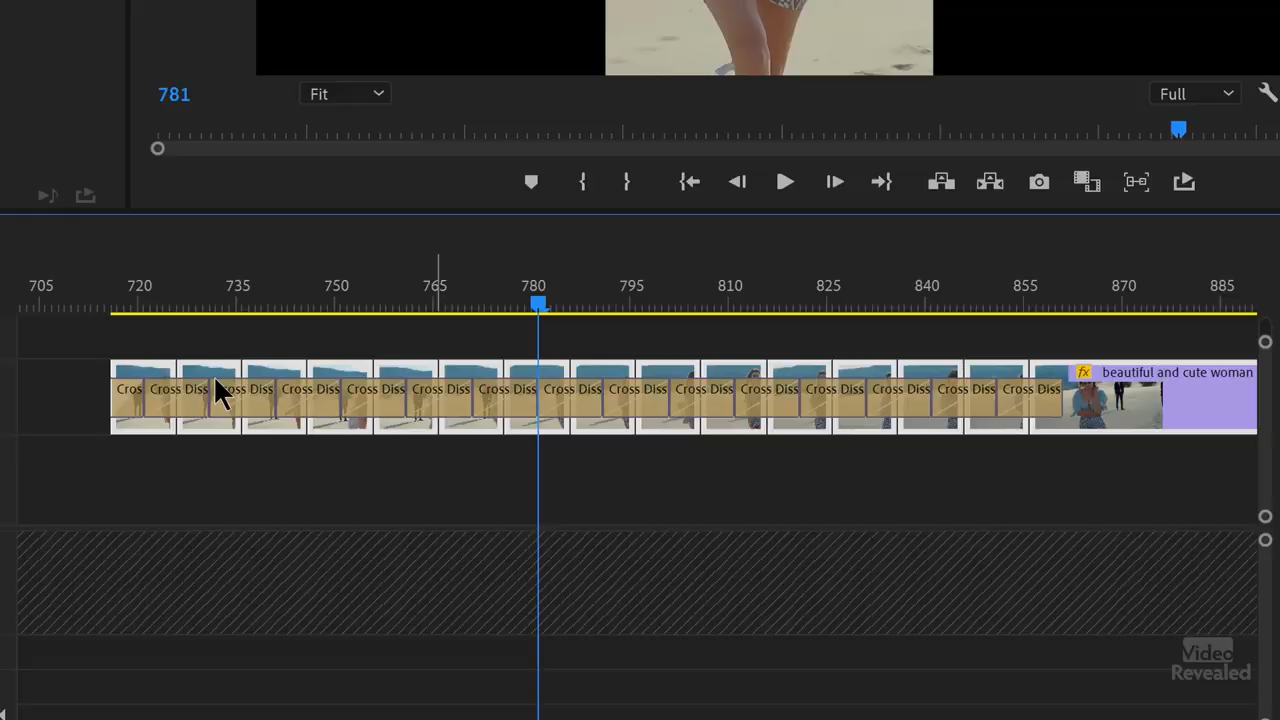 781
Fit
Full
705 720 735 750 765 780 795 810 825 840 855 870 885
fx beautiful and cute woman
Cros Cross Diss Cross Diss Cross Diss Cross Diss Cross Diss Cross Diss Cross Diss Cross Diss Cross Diss Cross Diss Cross Diss Cross Diss Cross Diss Cross Diss
Video
Revealed